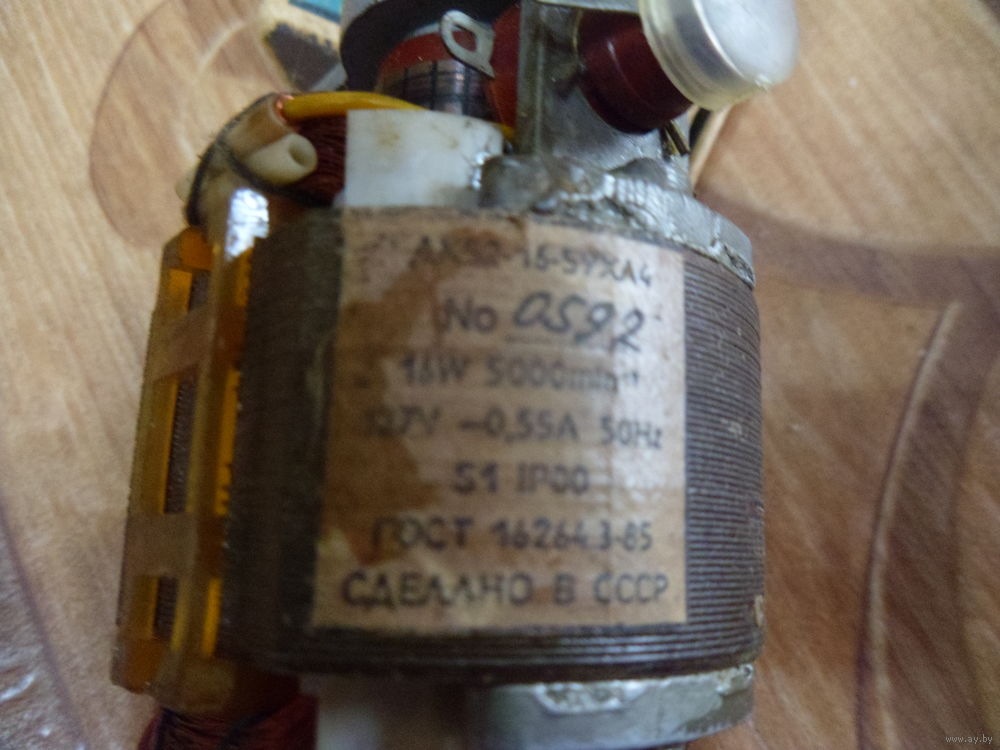 No 0592
16W 5000min⁻¹
127V ~0,55A 50Hz
S1 IP00
ГОСТ 16264.3-85
СДЕЛАНО В СССР
www.ay.by